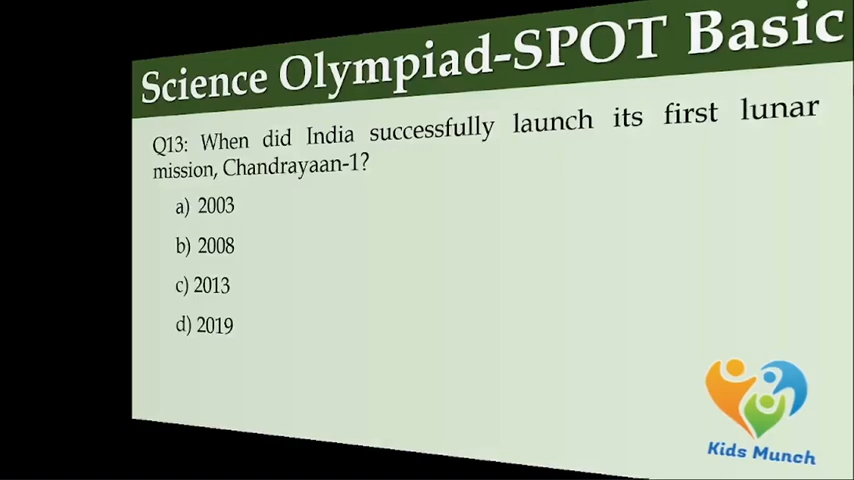 Science Olympiad-SPOT Basic
Q13: When did India successfully launch its first lunar
mission, Chandrayaan-1?
a) 2003
b) 2008
c) 2013
d) 2019
Kids Munch